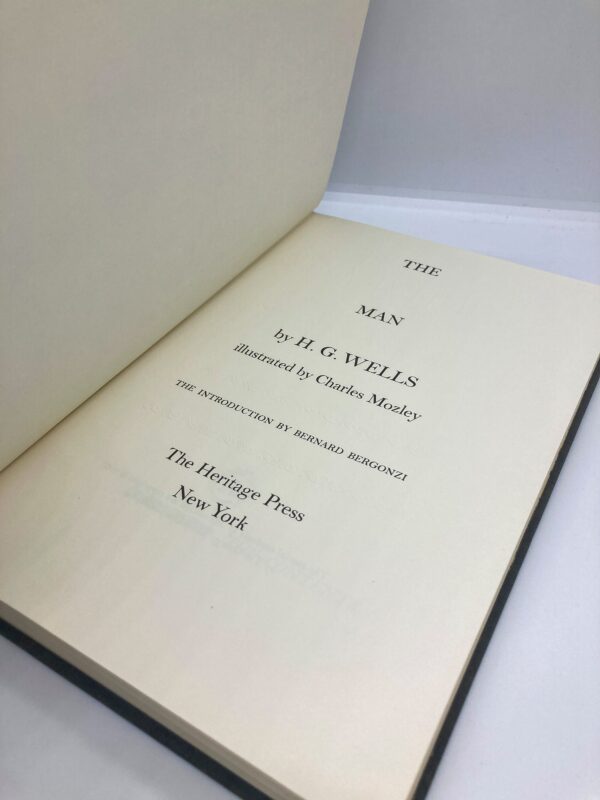 THE
MAN
by H. G. WELLS
illustrated by Charles Mozley
THE INTRODUCTION BY BERNARD BERGONZI
The Heritage Press
New York